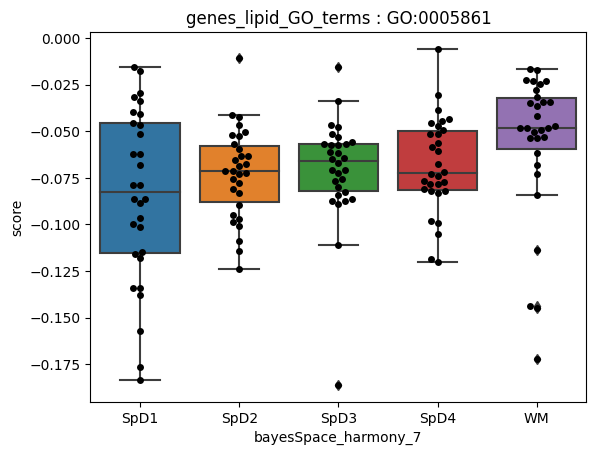 genes_lipid_GO_terms : GO:0005861
0.000
−0.025
−0.050
−0.075
−0.100
−0.125
−0.150
−0.175
score
SpD1 SpD2 SpD3 SpD4 WM
bayesSpace_harmony_7